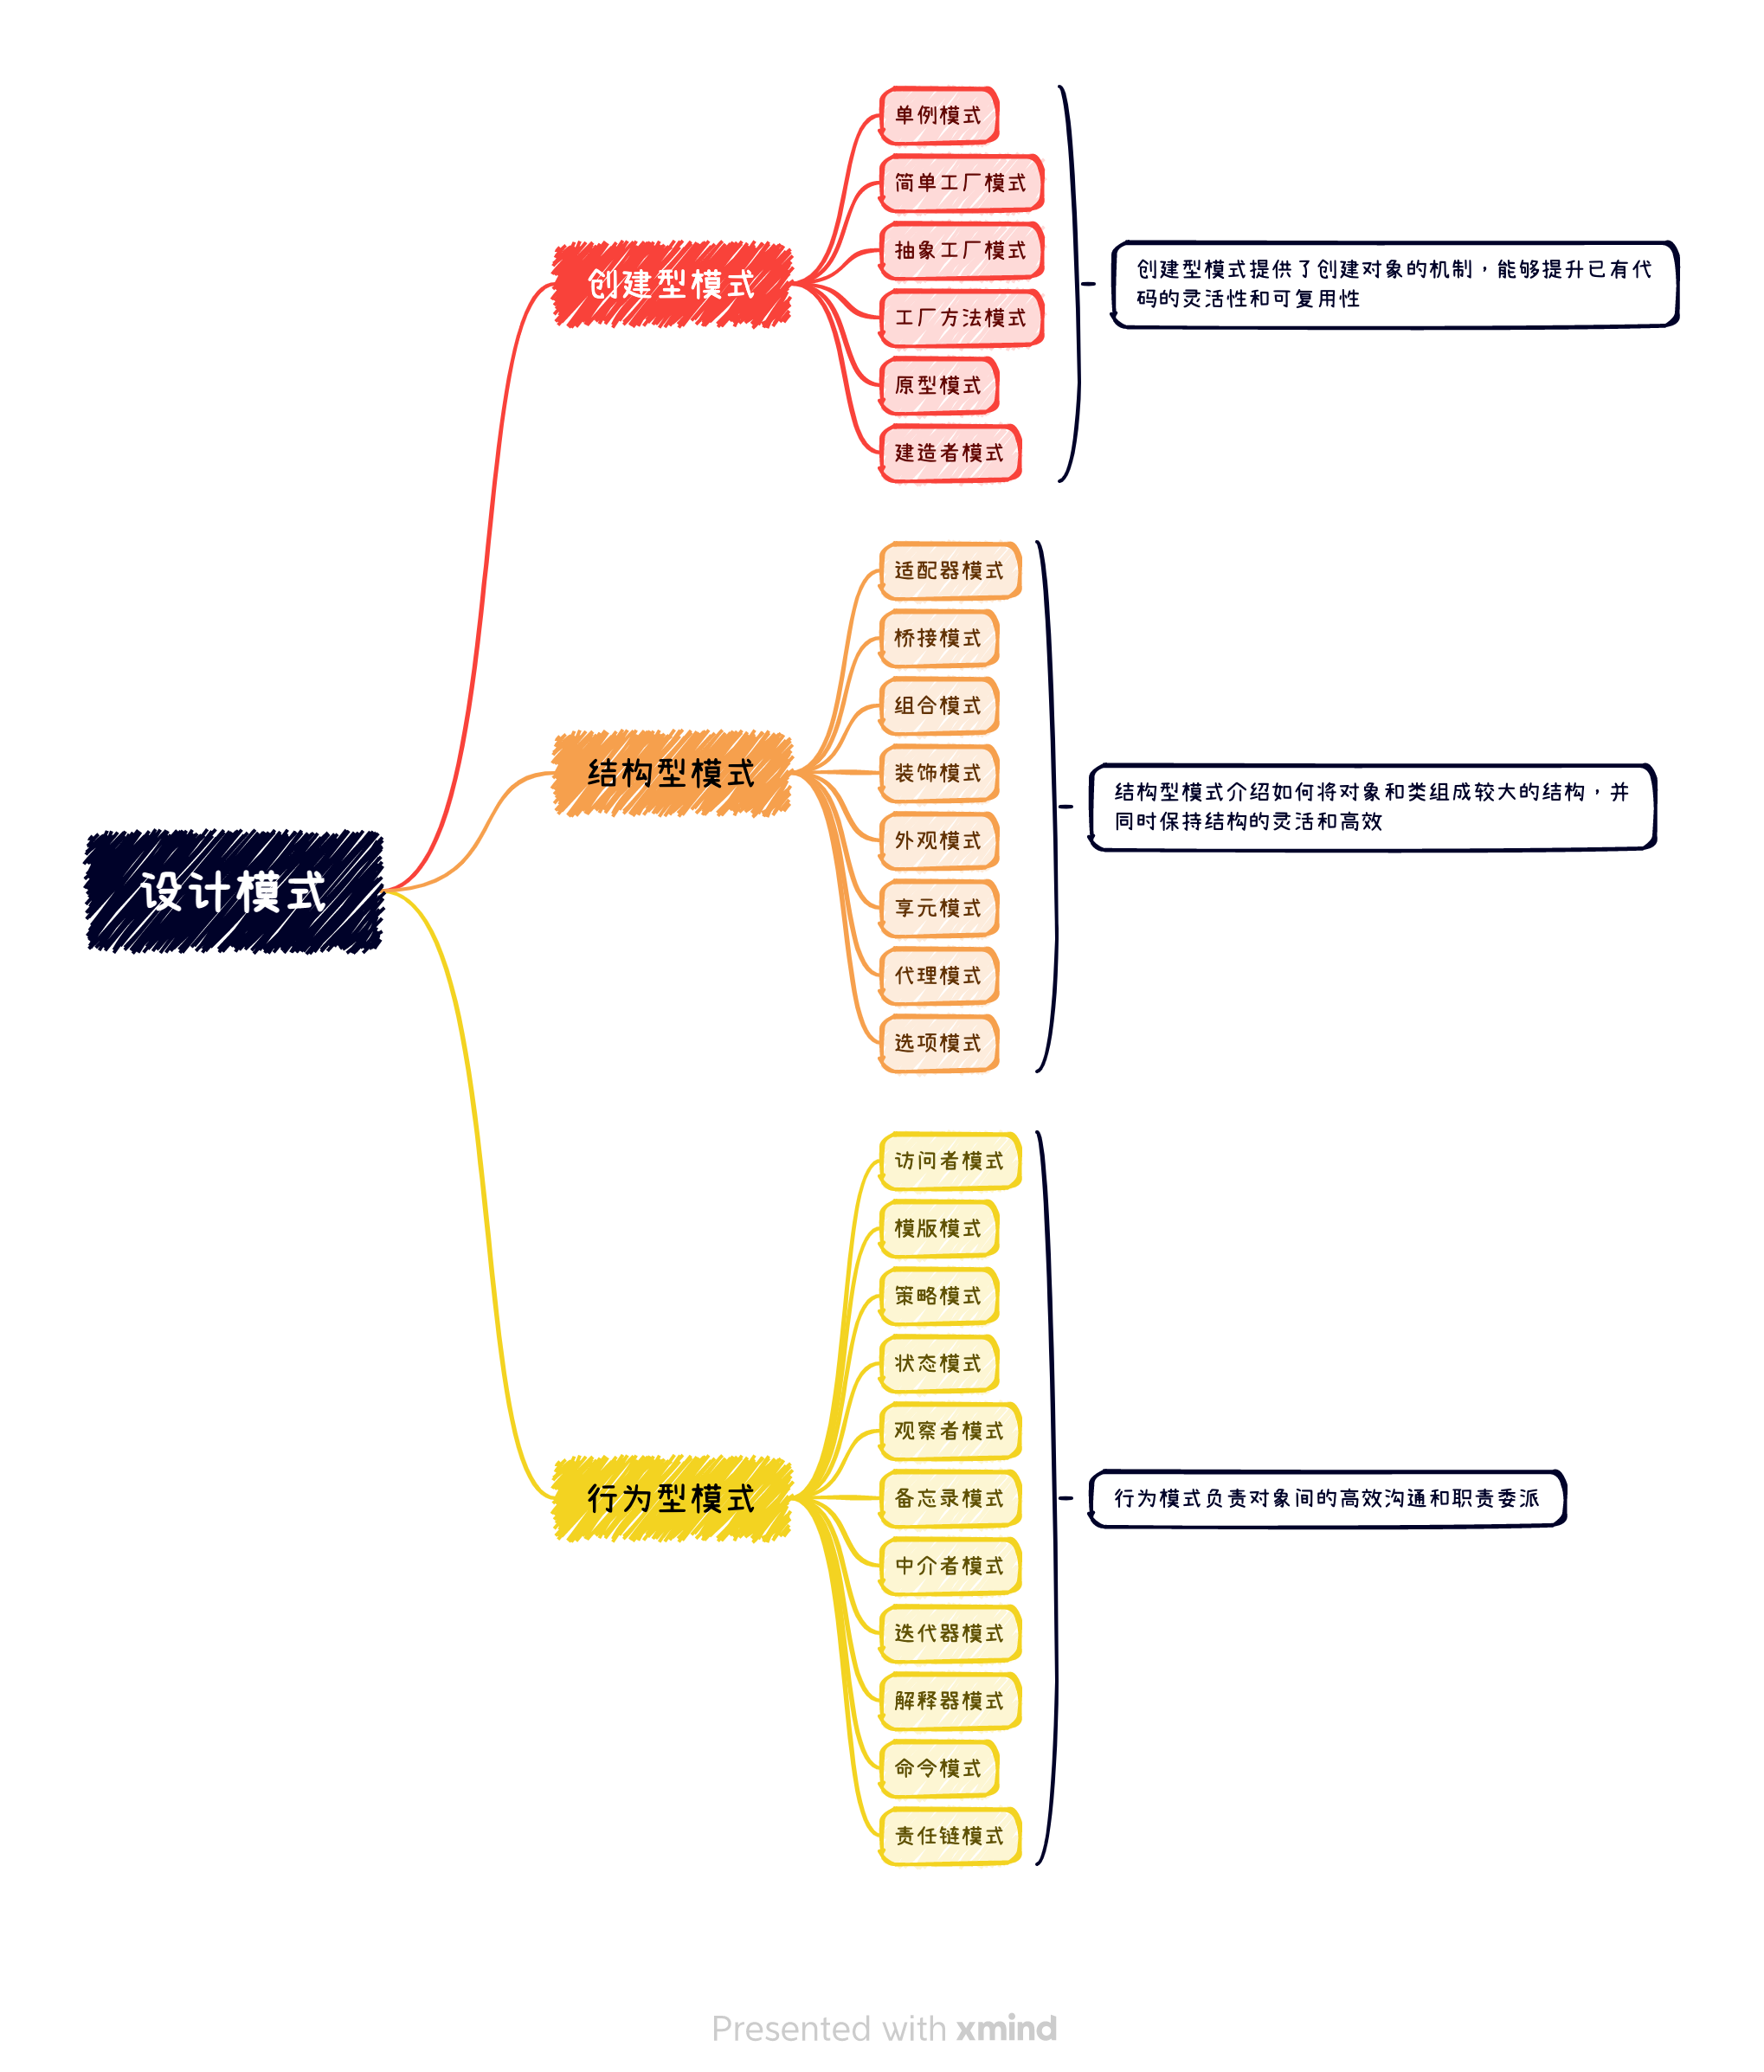 设计模式
创建型模式
单例模式
简单工厂模式
抽象工厂模式
工厂方法模式
原型模式
建造者模式
创建型模式提供了创建对象的机制，能够提升已有代
码的灵活性和可复用性
结构型模式
适配器模式
桥接模式
组合模式
装饰模式
外观模式
享元模式
代理模式
选项模式
结构型模式介绍如何将对象和类组成较大的结构，并
同时保持结构的灵活和高效
行为型模式
访问者模式
模版模式
策略模式
状态模式
观察者模式
备忘录模式
中介者模式
迭代器模式
解释器模式
命令模式
责任链模式
行为模式负责对象间的高效沟通和职责委派
Presented with xmind